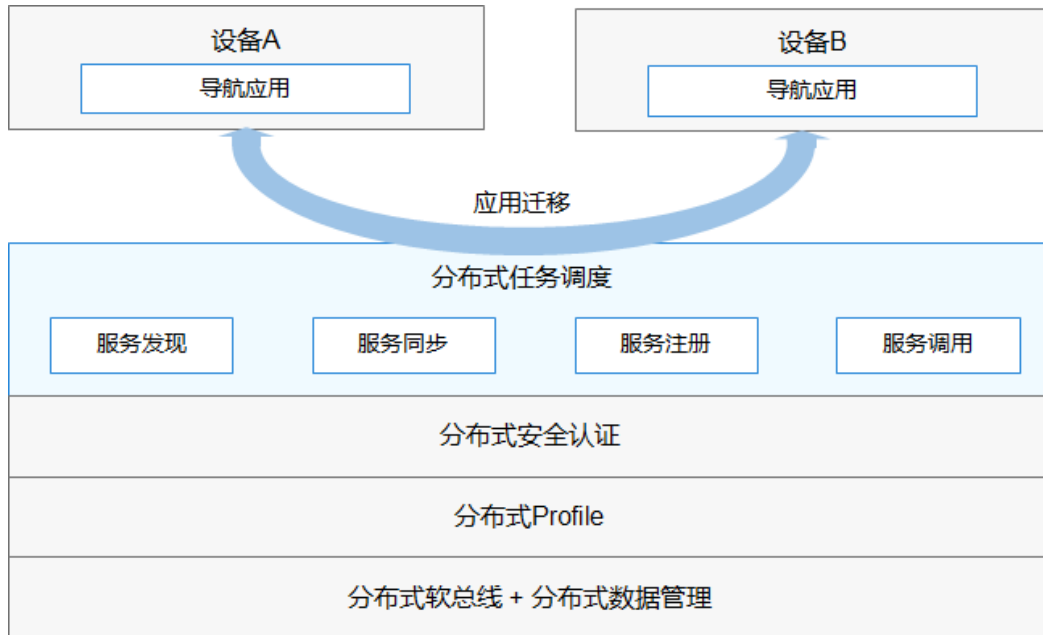 设备A
导航应用
设备B
导航应用
应用迁移
分布式任务调度
服务发现
服务同步
服务注册
服务调用
分布式安全认证
分布式Profile
分布式软总线 + 分布式数据管理